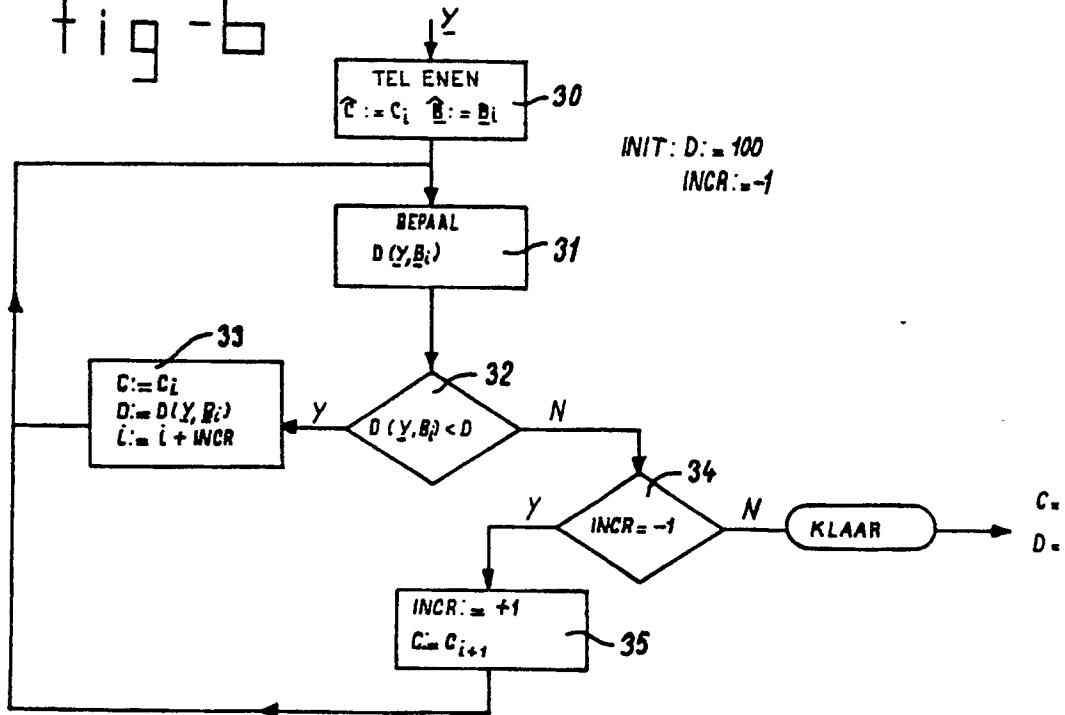 fig-6
Y
TEL ENEN
Ĉ:=Cᵢ B̂:=Bᵢ
30
INIT: D:=100
INCR:=-1
BEPAAL
D(Y,Bᵢ)
31
33
C:=Cᵢ
D:=D(Y,Bᵢ)
i:=i+INCR
Y
32
D(Y,Bᵢ)<D
N
34
Y
INCR=-1
N
KLAAR
C=
D=
INCR:=+1
C:=Cᵢ₊₁
35